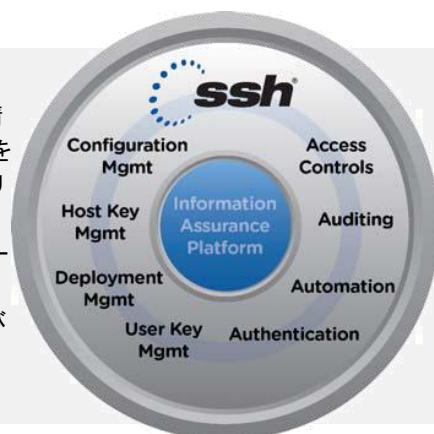 ssh
Configuration
Mgmt
Access
Controls
Host Key
Mgmt
Information
Assurance
Platform
Auditing
Deployment
Mgmt
Automation
User Key
Mgmt
Authentication
を